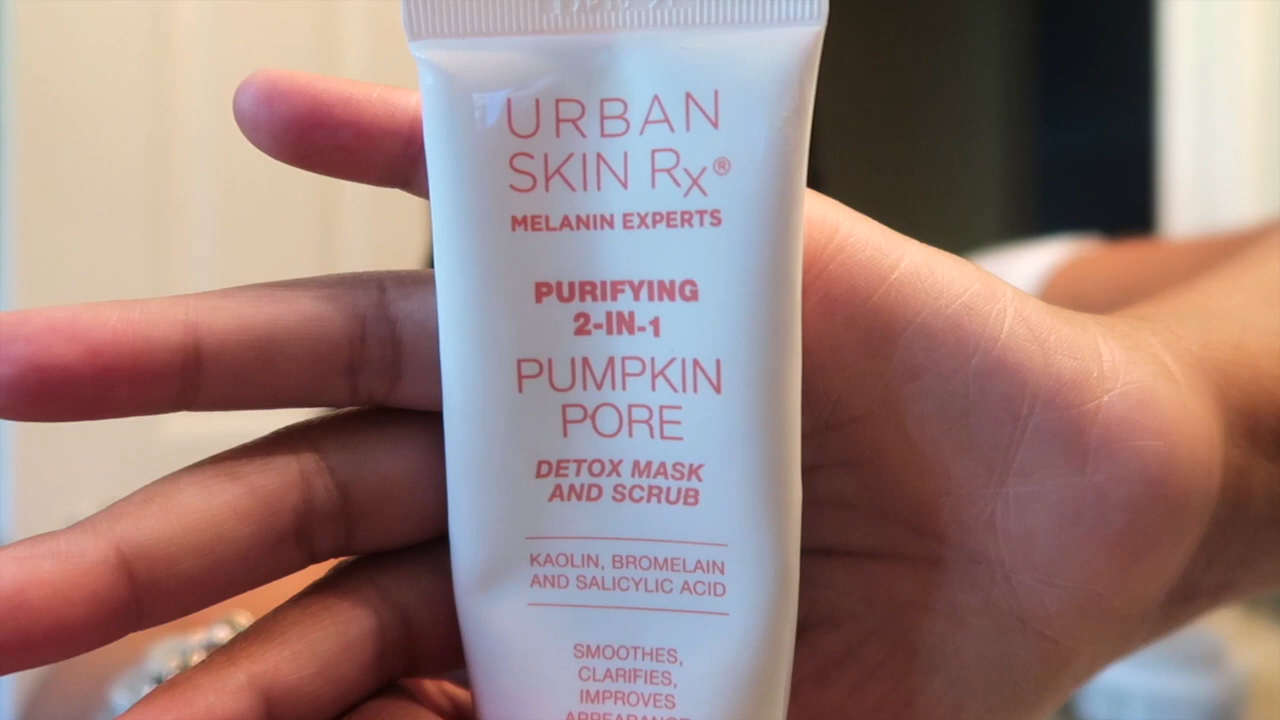 URBAN
SKIN Rx®
MELANIN EXPERTS
PURIFYING
2-IN-1
PUMPKIN
PORE
DETOX MASK
AND SCRUB
KAOLIN, BROMELAIN
AND SALICYLIC ACID
SMOOTHES,
CLARIFIES,
IMPROVES
APPEARANCE